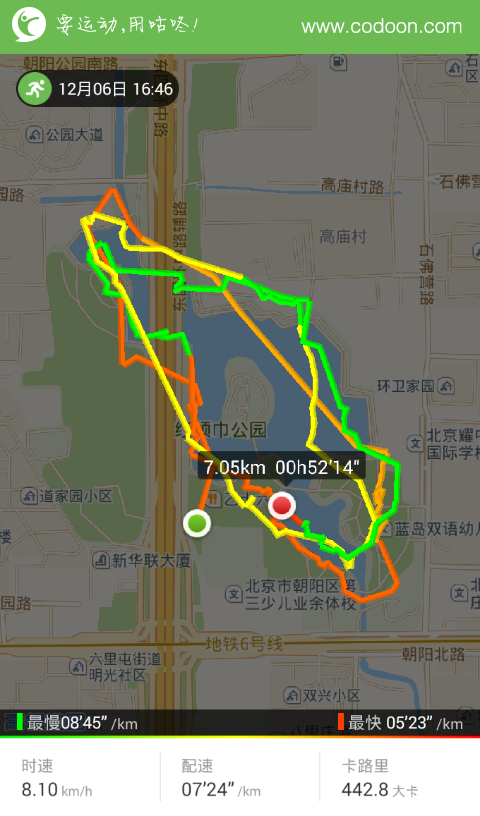 要运动,用咕咚!
www.codoon.com
朝阳公园南路
12月06日 16:46
公园大道
高庙村路
石佛营
园路
高庙村
石佛营路
环卫家园
红领巾公园
北京耀中
国际学校
7.05km 00h52'14"
道家园小区
蓝岛双语幼儿
新华联大厦
北京市朝阳区第
三少儿业余体校
园路
地铁6号线
朝阳北路
六里屯街道
明光社区
双兴小区
最慢08'45" /km
最快 05'23" /km
时速
配速
卡路里
8.10 km/h
07'24" /km
442.8 大卡